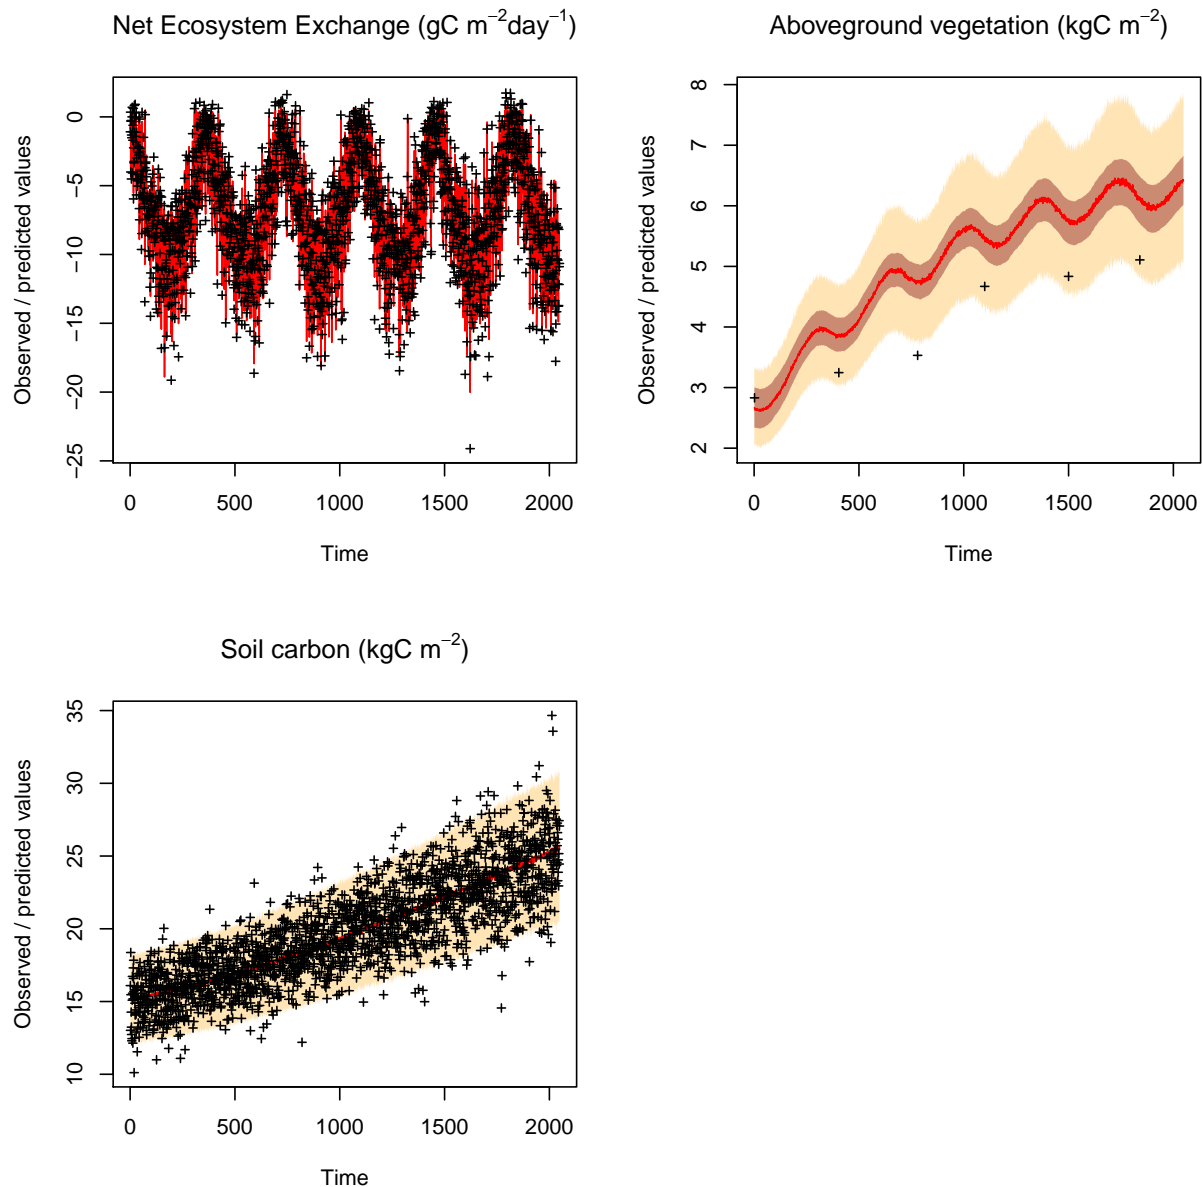 Net Ecosystem Exchange (gC m⁻²day⁻¹)
Observed / predicted values
0
−5
−10
−15
−20
−25
0 500 1000 1500 2000
Time
Aboveground vegetation (kgC m⁻²)
Observed / predicted values
8
7
6
5
4
3
2
0 500 1000 1500 2000
Time
Soil carbon (kgC m⁻²)
Observed / predicted values
35
30
25
20
15
10
0 500 1000 1500 2000
Time